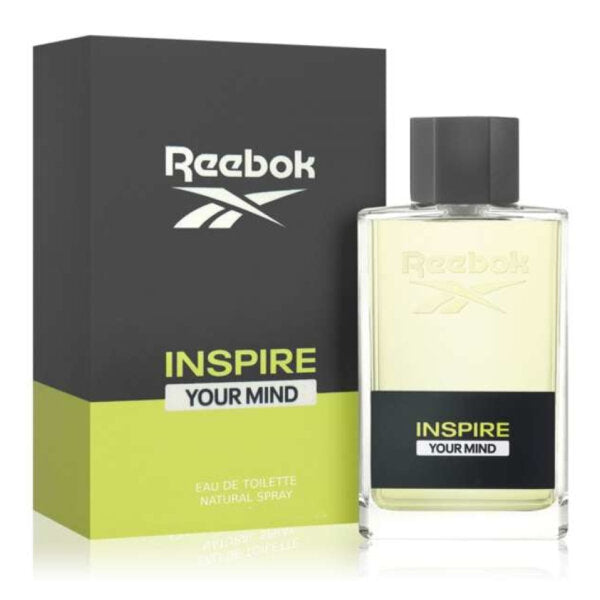 Reebok
INSPIRE
YOUR MIND
EAU DE TOILETTE
NATURAL SPRAY
Reebok
INSPIRE
YOUR MIND